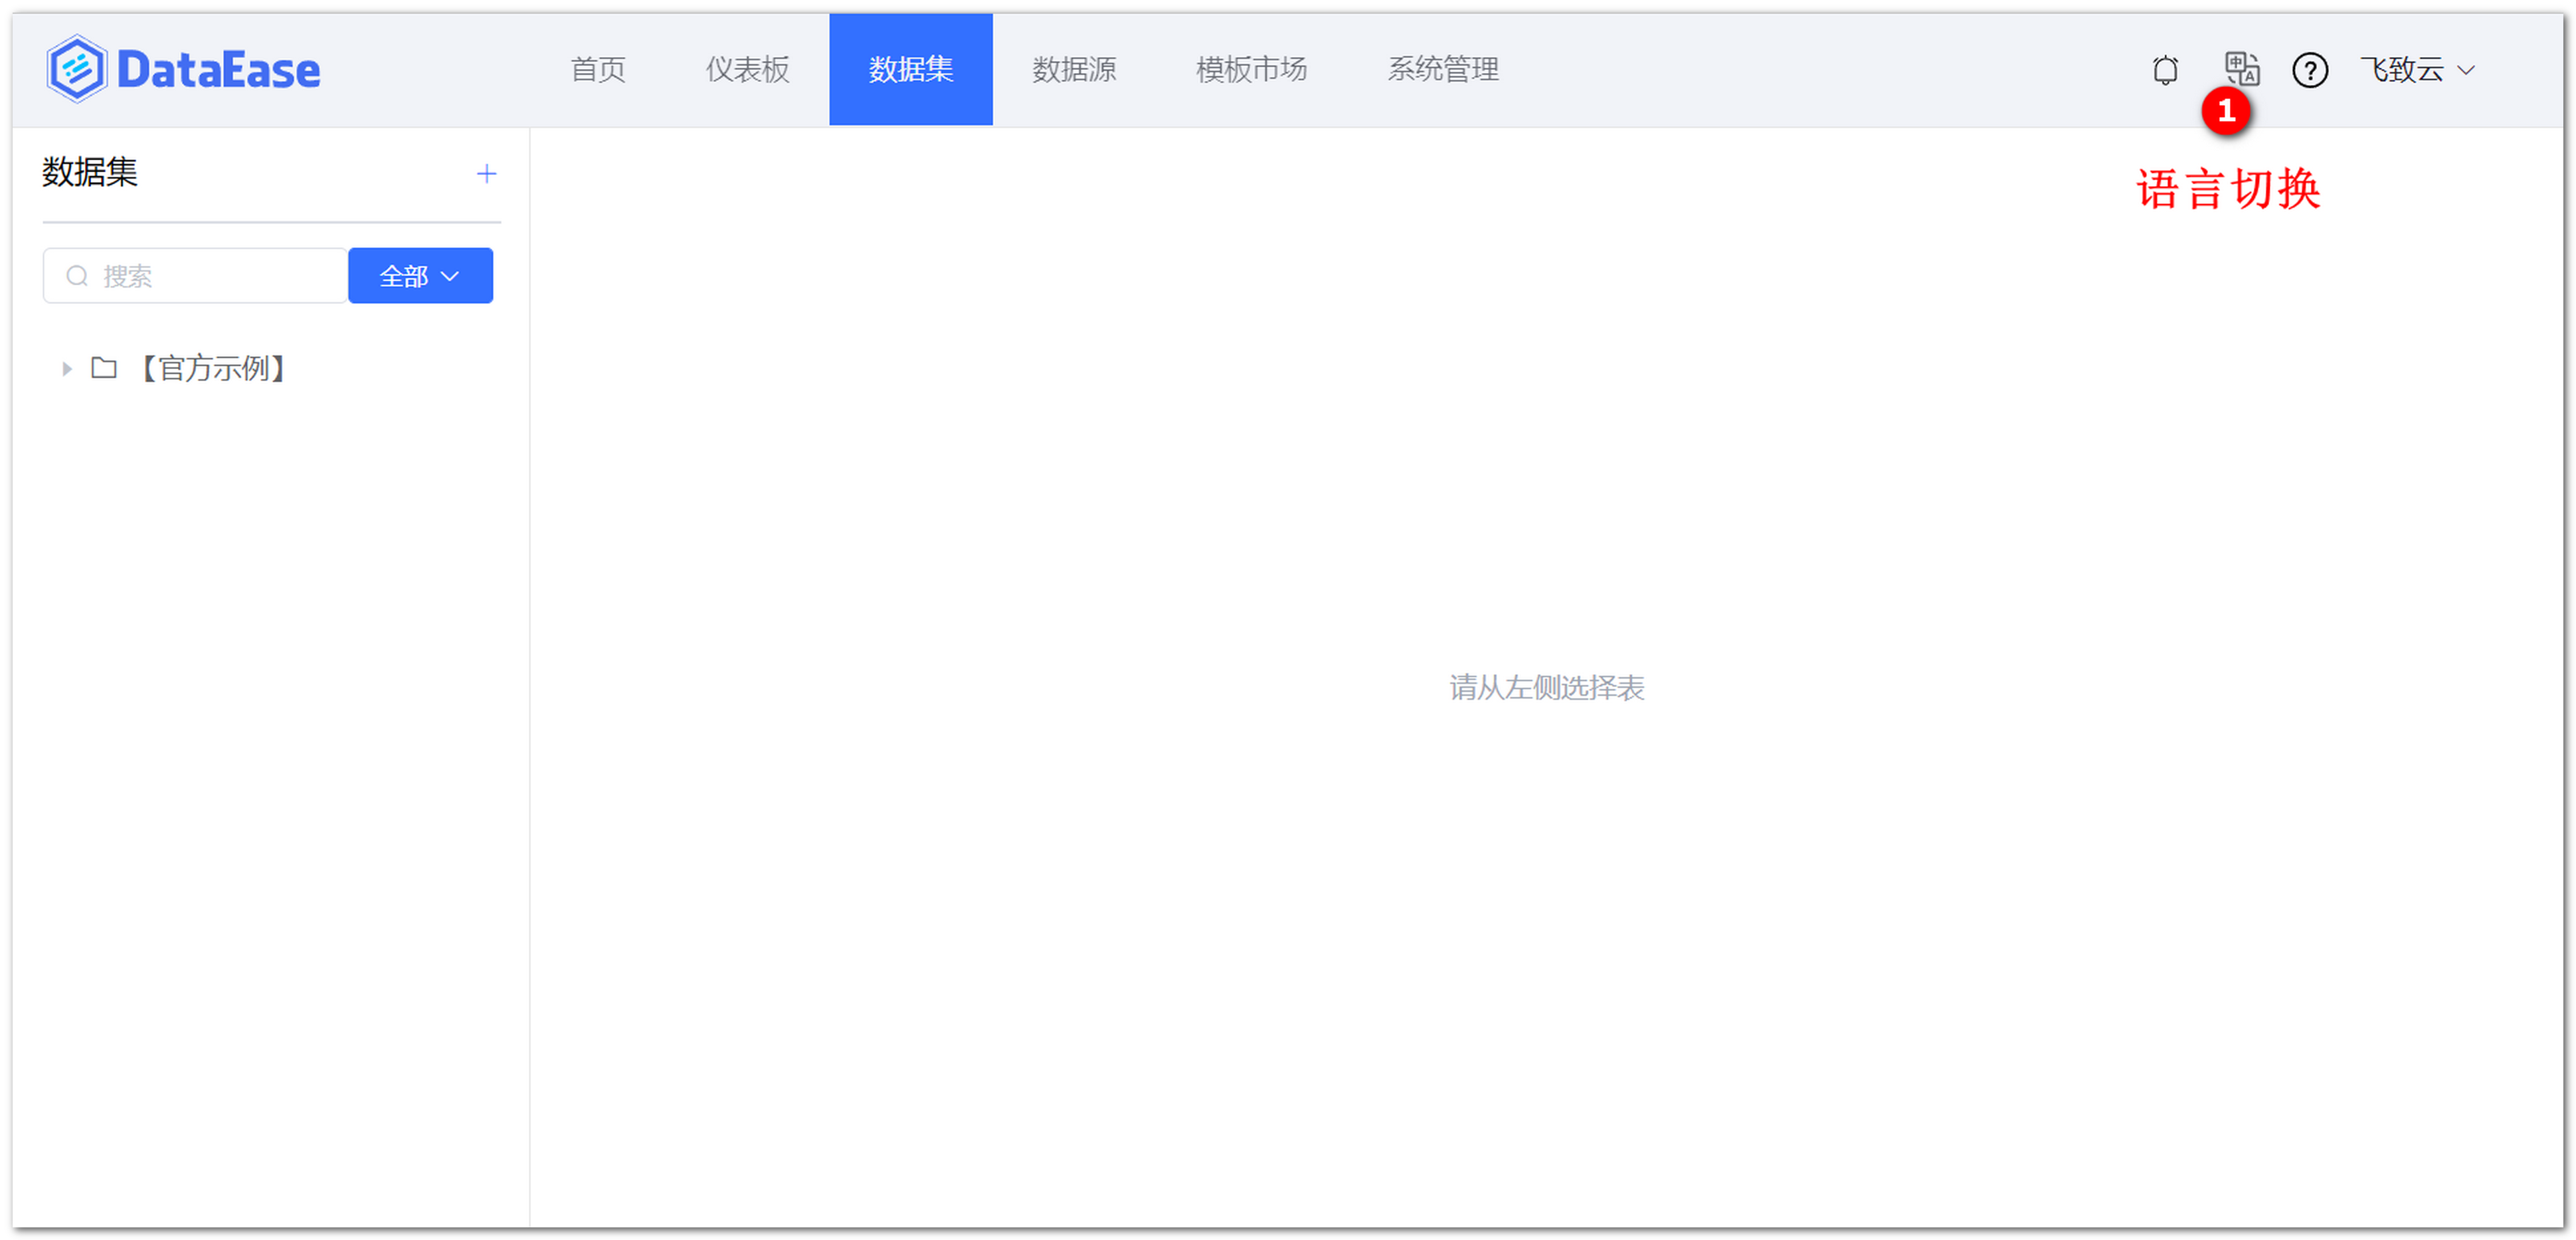 DataEase 首页 仪表板 数据集 数据源 模板市场 系统管理 中 A ? 飞致云
1
语言切换
数据集 +
搜索 全部
【官方示例】
请从左侧选择表